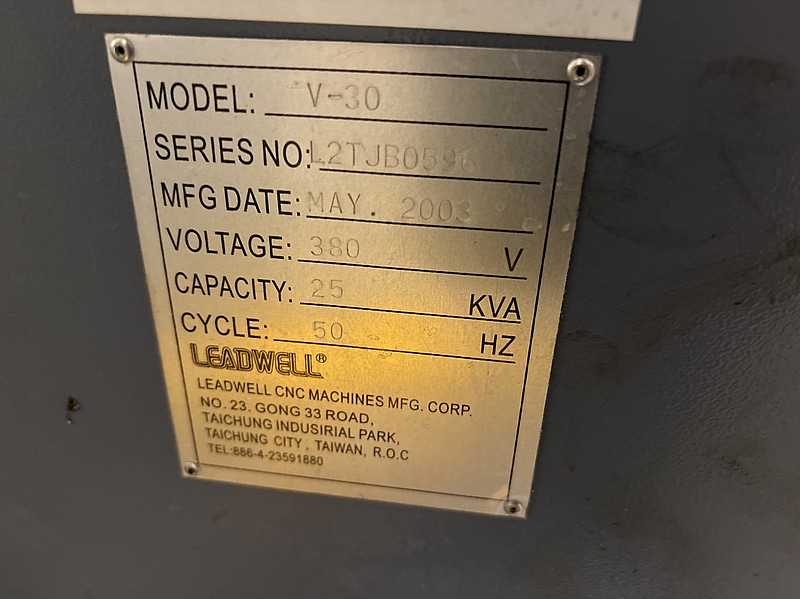 MODEL: V-30
SERIES NO: L2TJB0596
MFG DATE: MAY. 2003
VOLTAGE: 380 V
CAPACITY: 25 KVA
CYCLE: 50 HZ
LEADWELL®
LEADWELL CNC MACHINES MFG. CORP.
NO. 23. GONG 33 ROAD,
TAICHUNG INDUSIRIAL PARK,
TAICHUNG CITY, TAIWAN, R.O.C
TEL:886-4-23591880